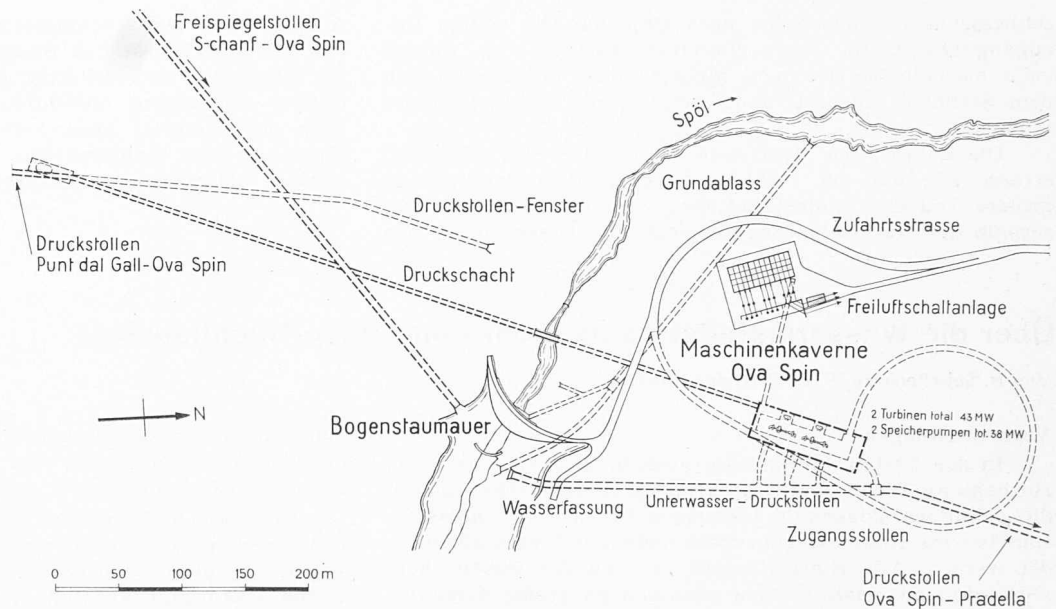 Freispiegelstollen
S-chanf - Ova Spin
Spöl
Grundablass
Druckstollen-Fenster
Zufahrtsstrasse
Druckstollen
Punt dal Gall-Ova Spin
Druckschacht
Freiluftschaltanlage
Maschinenkaverne
Ova Spin
N
Bogenstaumauer
2 Turbinen total 43 MW
2 Speicherpumpen tot. 38 MW
Wasserfassung
Unterwasser-Druckstollen
Zugangsstollen
0 50 100 150 200 m
Druckstollen
Ova Spin - Pradella